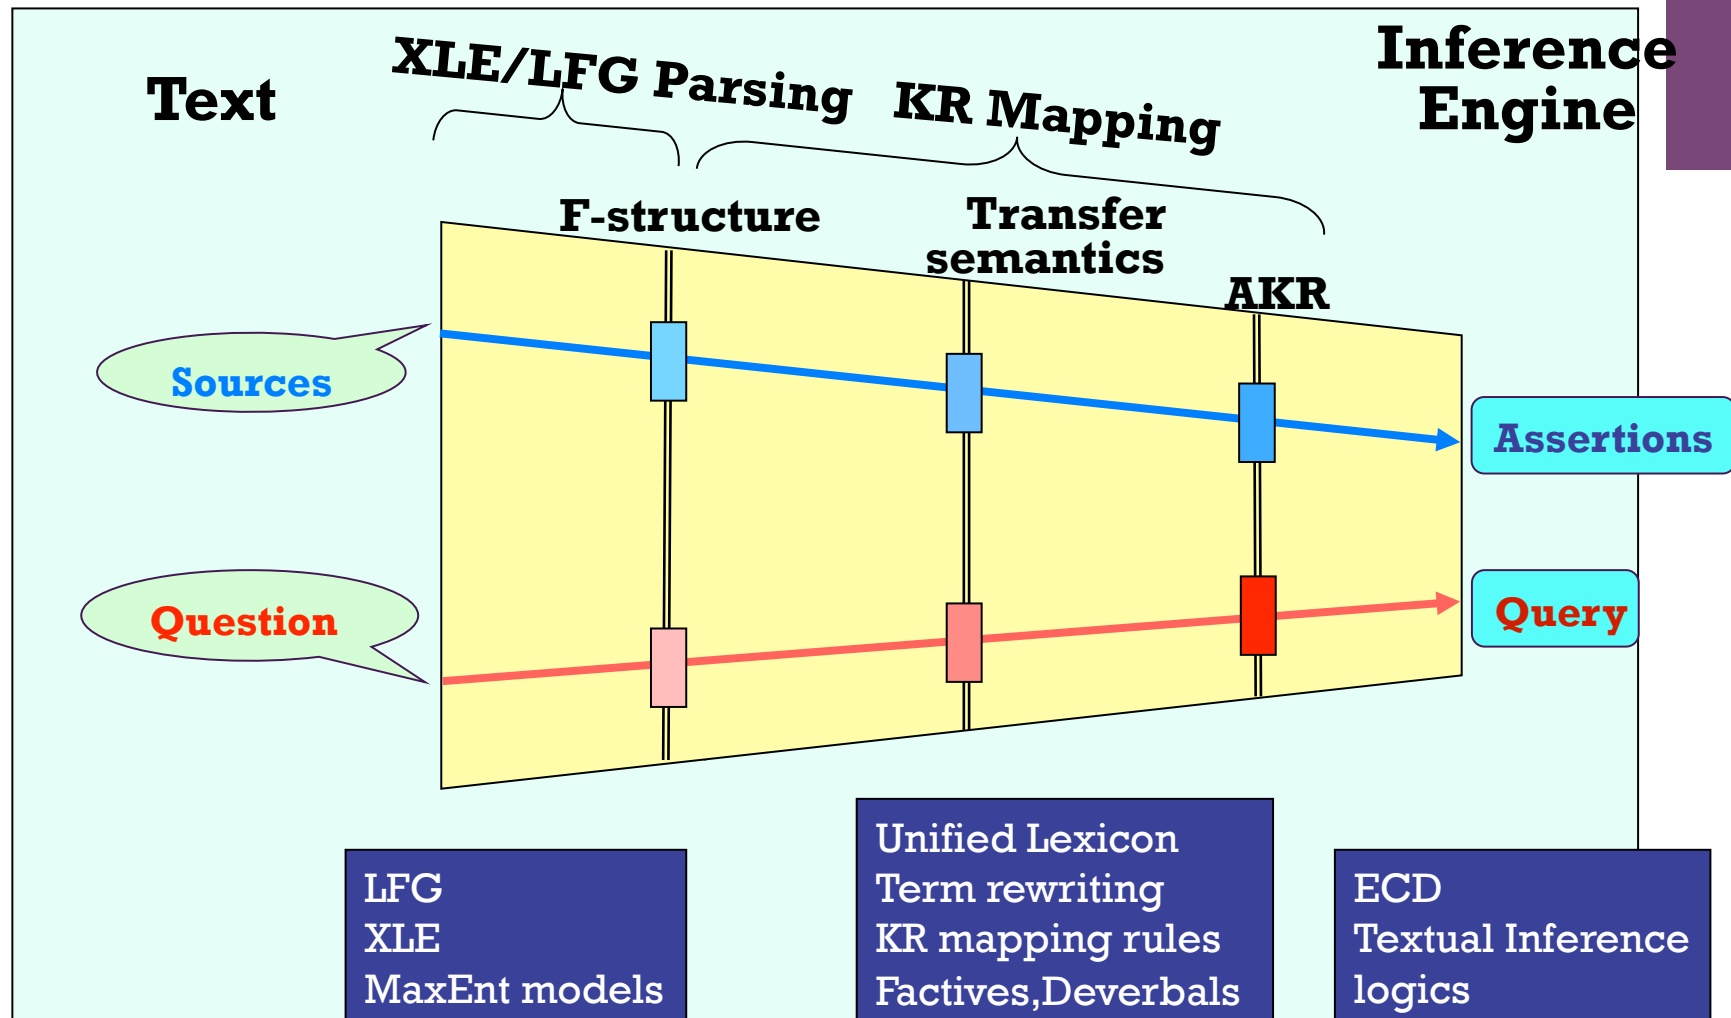 Text
XLE/LFG Parsing
KR Mapping
Inference
Engine
F-structure
Transfer
semantics
AKR
Sources
Assertions
Question
Query
LFG
XLE
MaxEnt models
Unified Lexicon
Term rewriting
KR mapping rules
Factives,Deverbals
ECD
Textual Inference
logics